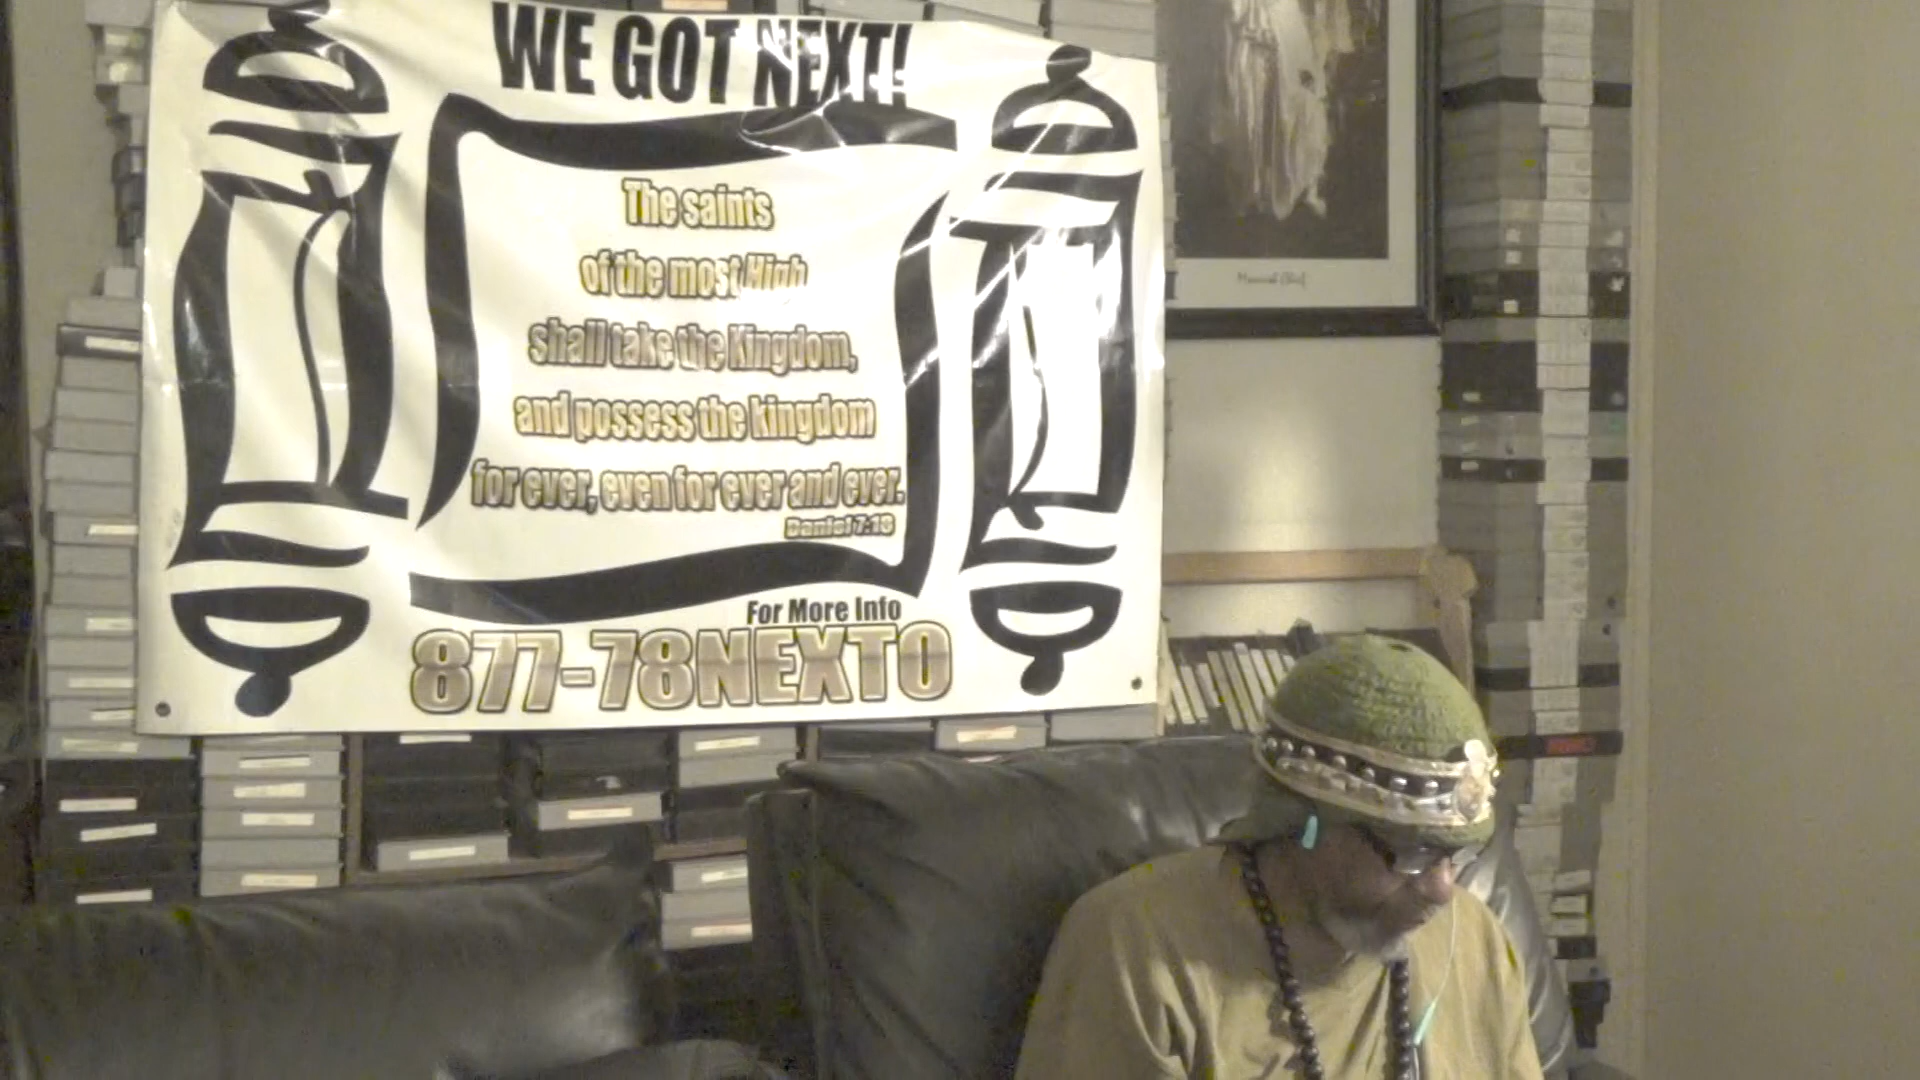 WE GOT NEXT!
The saints
of the most High
shall take the Kingdom,
and possess the kingdom
for ever, even for ever and ever.
Daniel 7:18
For More Info
877-78NEXT0